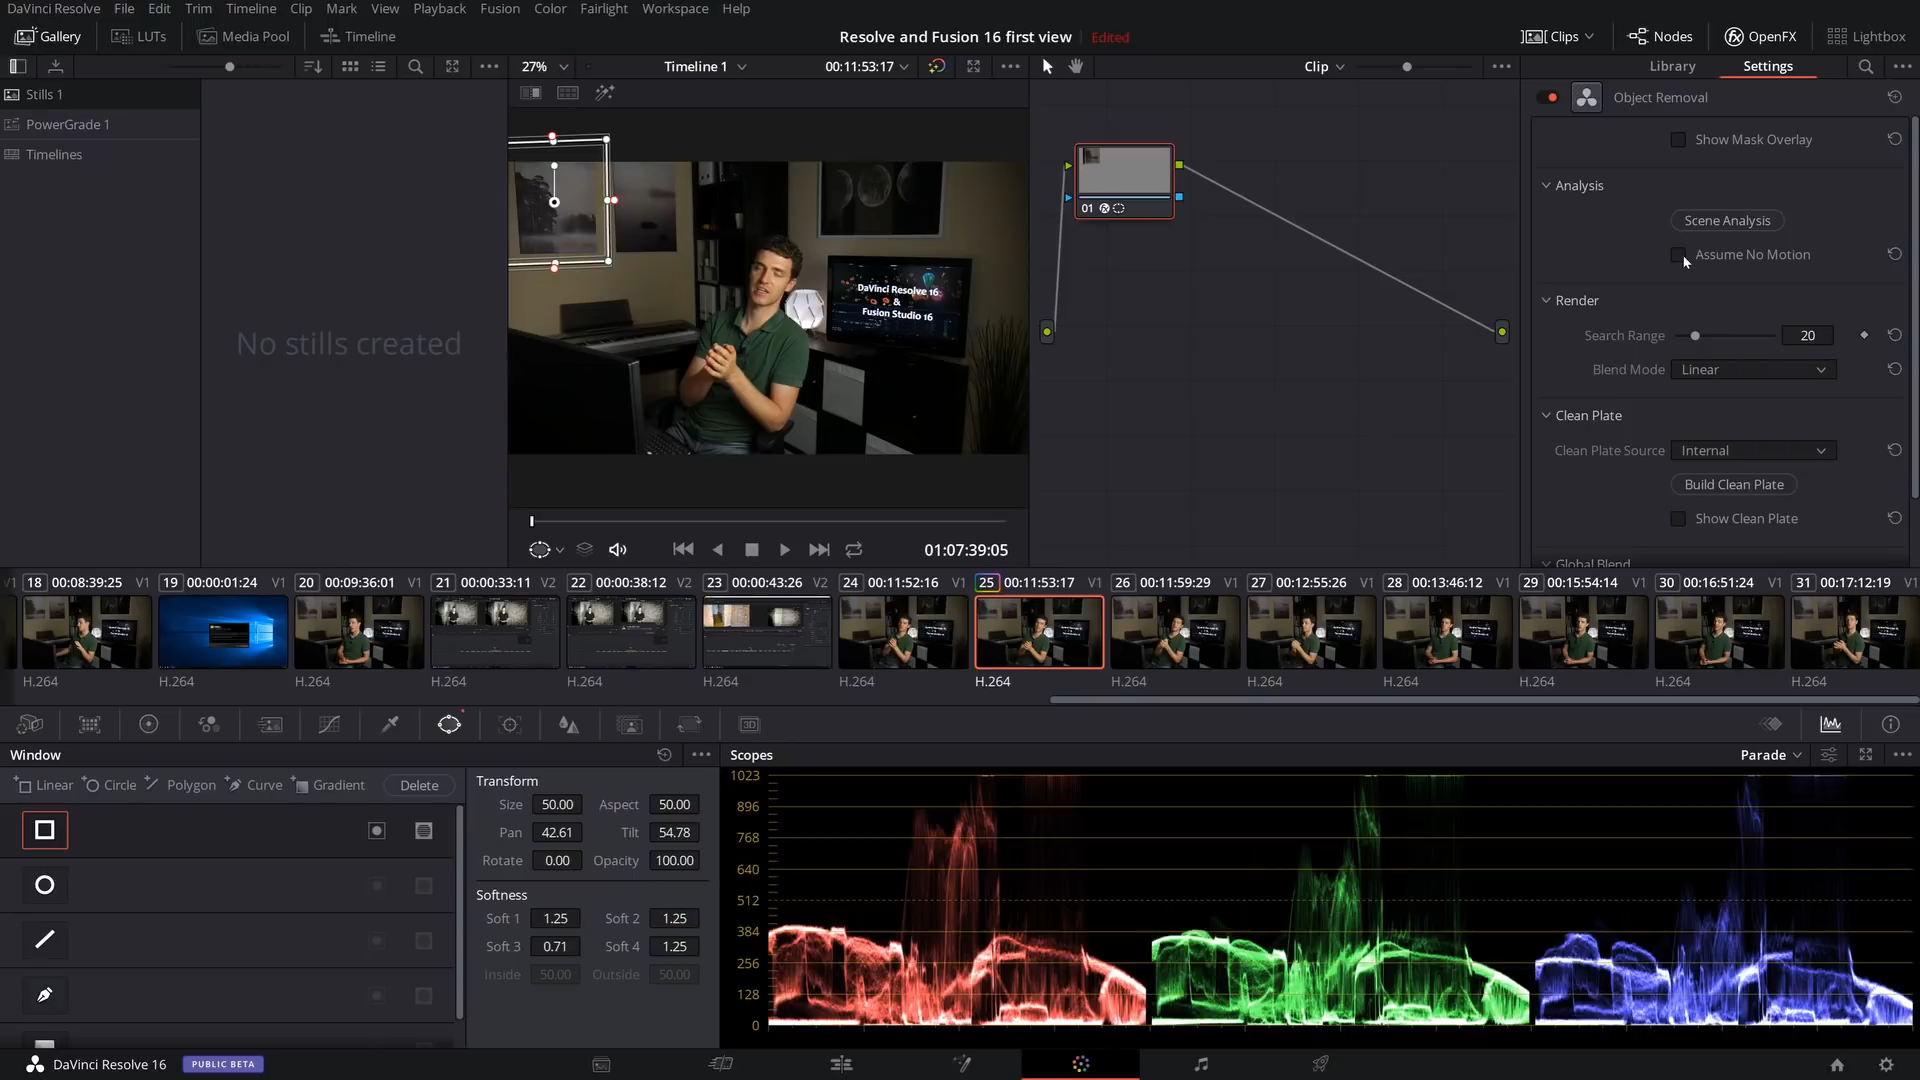 DaVinci Resolve File Edit Trim Timeline Clip Mark View Playback Fusion Color Fairlight Workspace Help
Gallery LUTs Media Pool Timeline Resolve and Fusion 16 first view Edited Clips Nodes OpenFX Lightbox
27% Timeline 1 00:11:53:17 Clip Library Settings
Stills 1
PowerGrade 1
Timelines
No stills created
DaVinci Resolve 16
&
Fusion Studio 16
01:07:39:05
01
Object Removal
Show Mask Overlay
Analysis
Scene Analysis
Assume No Motion
Render
Search Range 20
Blend Mode Linear
Clean Plate
Clean Plate Source Internal
Build Clean Plate
Show Clean Plate
Global Blend
V1 18 00:08:39:25 V1 19 00:00:01:24 V1 20 00:09:36:01 V1 21 00:00:33:11 V2 22 00:00:38:12 V2 23 00:00:43:26 V2 24 00:11:52:16 V1 25 00:11:53:17 V1 26 00:11:59:29 V1 27 00:12:55:26 V1 28 00:13:46:12 V1 29 00:15:54:14 V1 30 00:16:51:24 V1 31 00:17:12:19 V1
H.264 H.264 H.264 H.264 H.264 H.264 H.264 H.264 H.264 H.264 H.264 H.264 H.264 H.264
3D
Window
Linear Circle Polygon Curve Gradient Delete
Transform
Size 50.00 Aspect 50.00
Pan 42.61 Tilt 54.78
Rotate 0.00 Opacity 100.00
Softness
Soft 1 1.25 Soft 2 1.25
Soft 3 0.71 Soft 4 1.25
Inside 50.00 Outside 50.00
Scopes Parade
1023
896
768
640
512
384
256
128
0
DaVinci Resolve 16 PUBLIC BETA